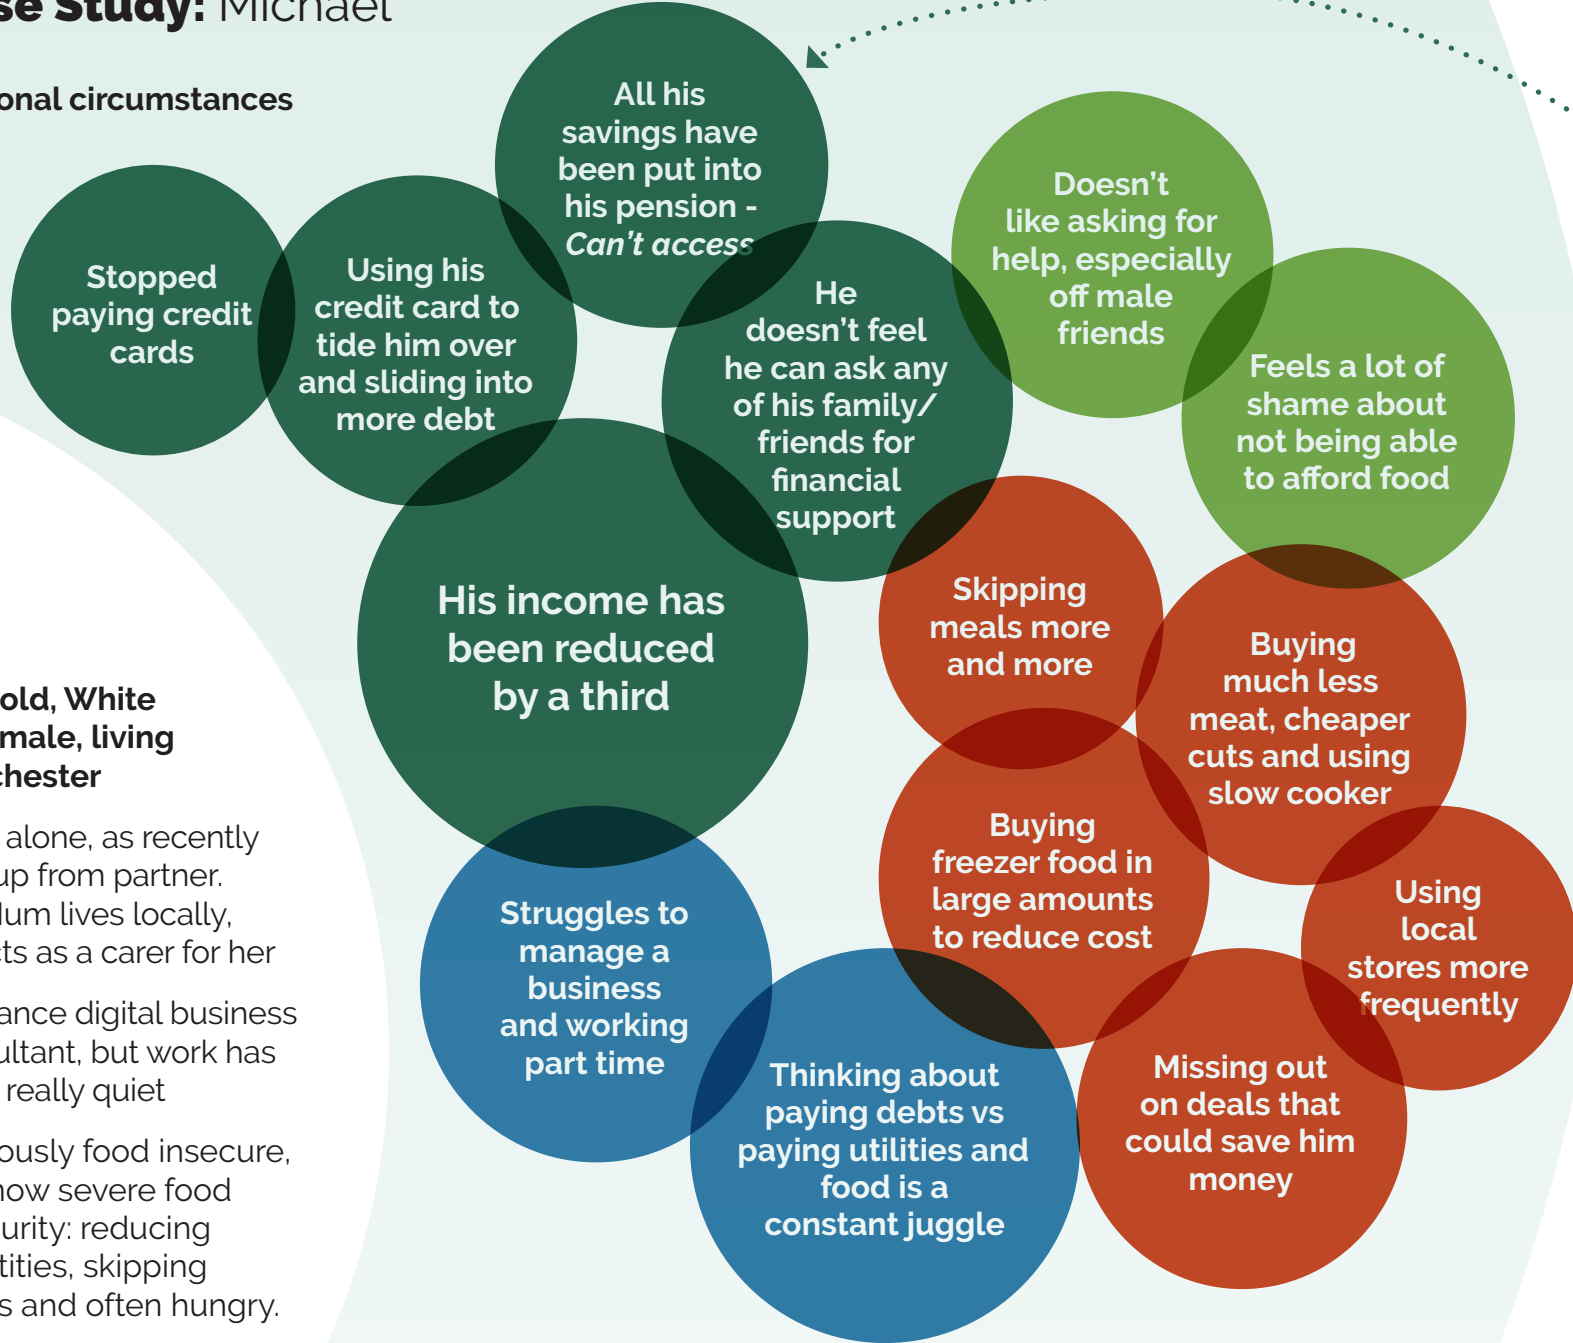 se Study: Michael
onal circumstances
All his
savings have
been put into
his pension -
Can't access
Doesn't
like asking for
help, especially
off male
friends
Stopped
paying credit
cards
Using his
credit card to
tide him over
and sliding into
more debt
He
doesn't feel
he can ask any
of his family/
friends for
financial
support
Feels a lot of
shame about
not being able
to afford food
His income has
been reduced
by a third
Skipping
meals more
and more
Buying
much less
meat, cheaper
cuts and using
slow cooker
Buying
freezer food in
large amounts
to reduce cost
Using
local
stores more
frequently
Struggles to
manage a
business
and working
part time
Thinking about
paying debts vs
paying utilities and
food is a
constant juggle
Missing out
on deals that
could save him
money
old, White
male, living
chester
alone, as recently
up from partner.
um lives locally,
ts as a carer for her
ance digital business
ultant, but work has
really quiet
ously food insecure,
now severe food
urity: reducing
tities, skipping
s and often hungry.